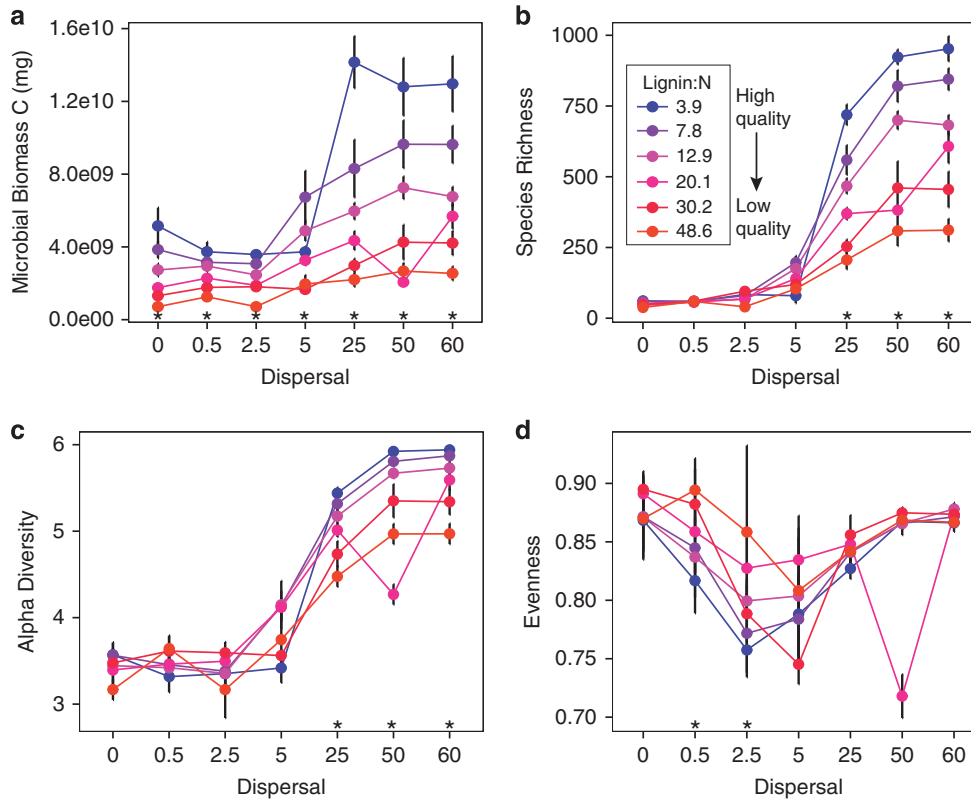 a
Microbial Biomass C (mg)
1.6e10
1.2e10
8.0e09
4.0e09
0.0e00
* * * * * * *
0 0.5 2.5 5 25 50 60
Dispersal
b
Species Richness
1000
750
500
250
0
Lignin:N
3.9
7.8
12.9
20.1
30.2
48.6
High
quality
Low
quality
* * *
0 0.5 2.5 5 25 50 60
Dispersal
c
Alpha Diversity
6
5
4
3
* * *
0 0.5 2.5 5 25 50 60
Dispersal
d
Evenness
0.90
0.85
0.80
0.75
0.70
* *
0 0.5 2.5 5 25 50 60
Dispersal